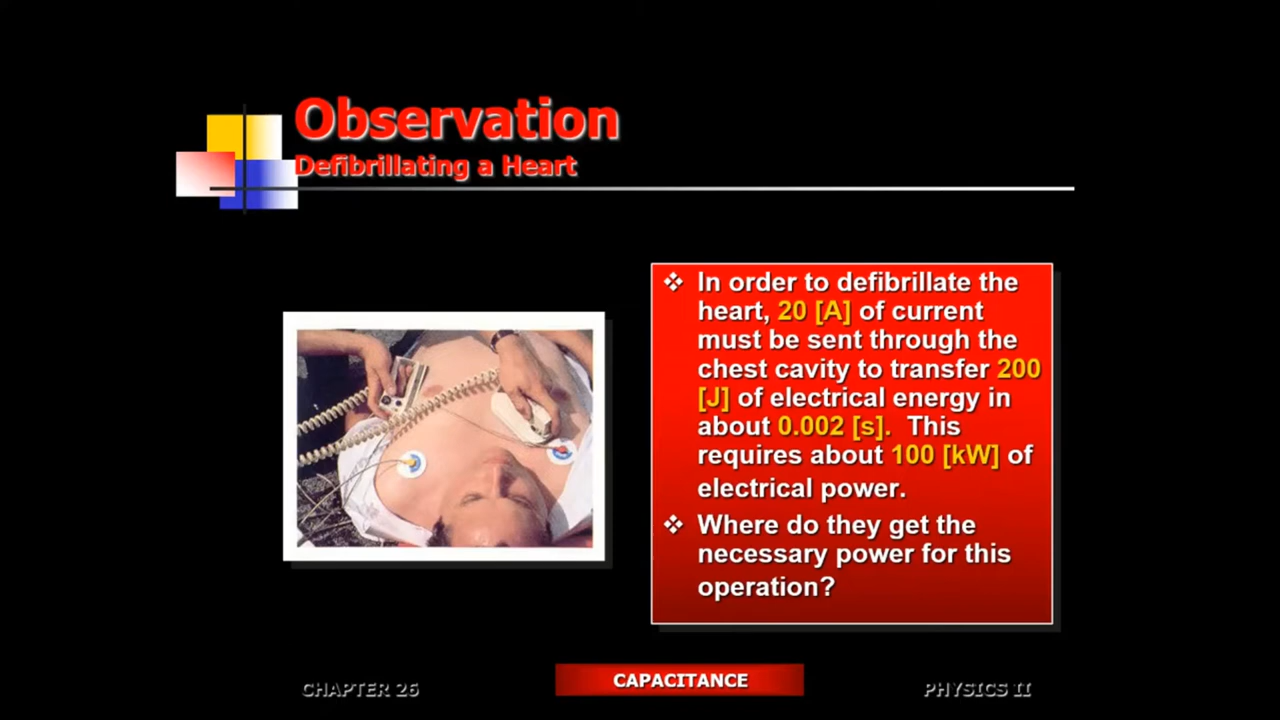 Observation
Defibrillating a Heart
❖ In order to defibrillate the
heart, 20 [A] of current
must be sent through the
chest cavity to transfer 200
[J] of electrical energy in
about 0.002 [s]. This
requires about 100 [kW] of
electrical power.
❖ Where do they get the
necessary power for this
operation?
CHAPTER 26
CAPACITANCE
PHYSICS II